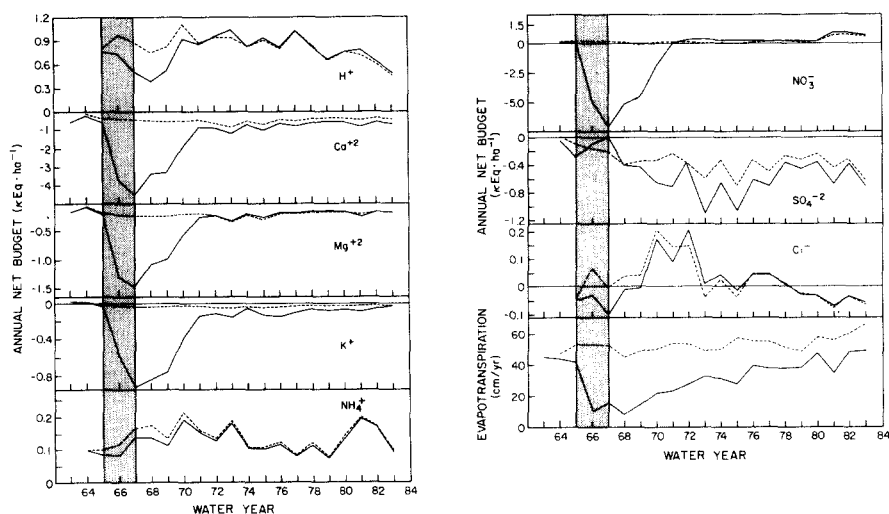 ANNUAL NET BUDGET (κEq·ha⁻¹)
1.2
0.9
0.6
0.3
H⁺
0
-1
-2
-3
-4
-5
Ca⁺²
0
-0.5
-1.0
-1.5
Mg⁺²
0
-0.4
-0.8
K⁺
0.2
0.1
0
NH₄⁺
64 66 68 70 72 74 76 78 80 82 84
WATER YEAR
ANNUAL NET BUDGET (κEq·ha⁻¹)
1.5
0
-2.5
-5.0
NO₃⁻
0
-0.4
-0.8
-1.2
SO₄⁻²
0.2
0.1
0
-0.1
Cl⁻
EVAPOTRANSPIRATION
(cm/yr)
60
40
20
0
64 66 68 70 72 74 76 78 80 82 84
WATER YEAR